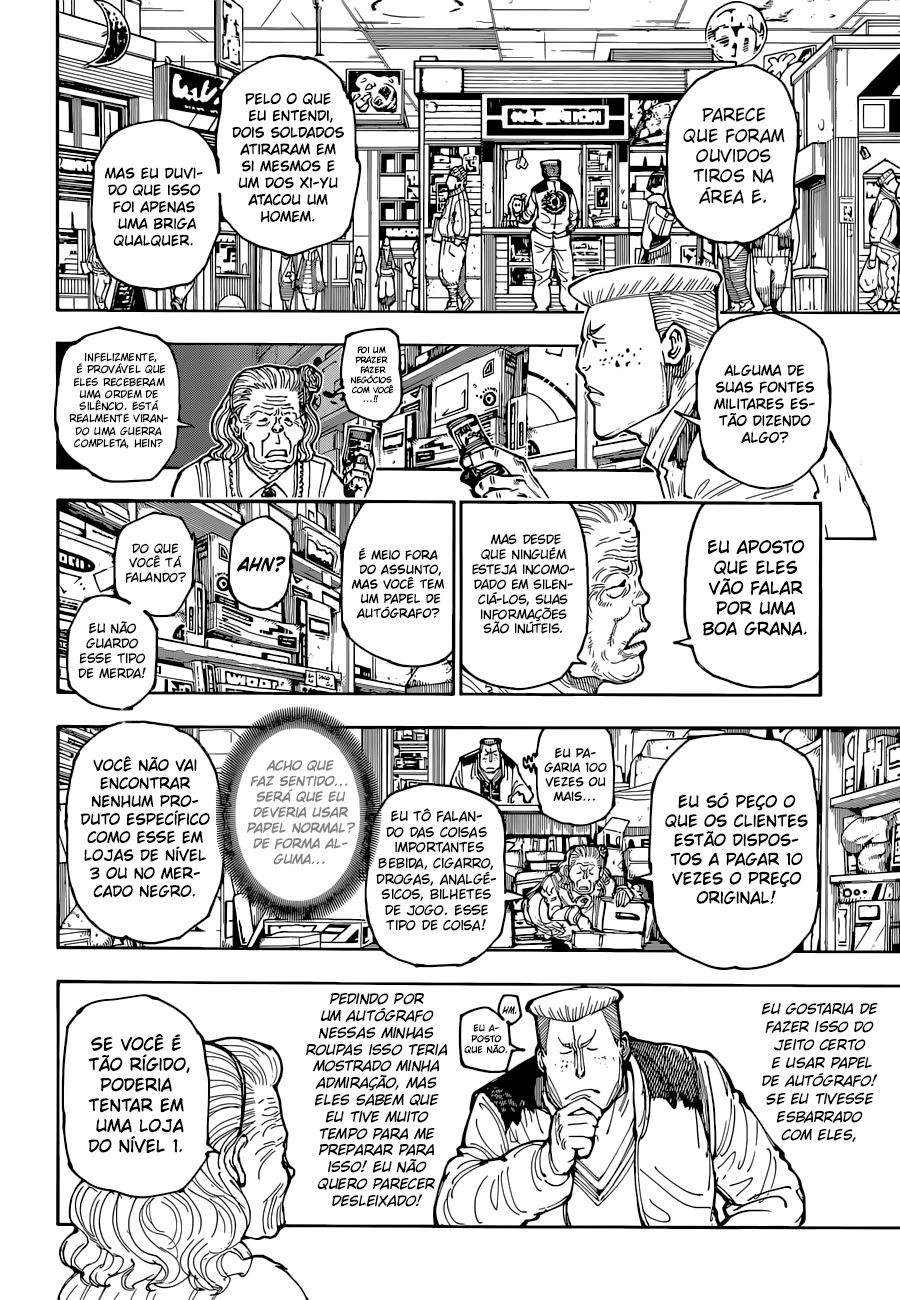 PARECE
QUE FORAM
OUVIDOS
TIROS NA
ÁREA E.
PELO O QUE
EU ENTENDI,
DOIS SOLDADOS
ATIRARAM EM
SI MESMOS E
UM DOS XI-YU
ATACOU UM
HOMEM.
MAS EU DUVI-
DO QUE ISSO
FOI APENAS
UMA BRIGA
QUALQUER.
ALGUMA DE
SUAS FONTES
MILITARES ES-
TÃO DIZENDO
ALGO?
FOI UM
PRAZER
FAZER
NEGÓCIOS
COM VOCÊ
...!!
INFELIZMENTE,
É PROVÁVEL QUE
ELES RECEBERAM
UMA ORDEM DE
SILÊNCIO. ESTÁ
REALMENTE VIRAN-
DO UMA GUERRA
COMPLETA, HEIN?
EU APOSTO
QUE ELES
VÃO FALAR
POR UMA
BOA GRANA.
MAS DESDE
QUE NINGUÉM
ESTEJA INCOMO-
DADO EM SILEN-
CIÁ-LOS, SUAS
INFORMAÇÕES
SÃO INÚTEIS.
É MEIO FORA
DO ASSUNTO,
MAS VOCÊ TEM
UM PAPEL DE
AUTÓGRAFO?
AHN?
DO QUE
VOCÊ TÁ
FALANDO?
EU NÃO
GUARDO
ESSE TIPO
DE MERDA!
EU SÓ PEÇO O
QUE OS CLIENTES
ESTÃO DISPOS-
TOS A PAGAR 10
VEZES O PREÇO
ORIGINAL!
EU PA-
GARIA 100
VEZES OU
MAIS...
EU TÔ FALAN-
DO DAS COISAS
IMPORTANTES
BEBIDA, CIGARRO,
DROGAS, ANALGÉ-
SICOS, BILHETES
DE JOGO. ESSE
TIPO DE COISA!
ACHO QUE
FAZ SENTIDO...
SERÁ QUE EU
DEVERIA USAR
PAPEL NORMAL?
DE FORMA AL-
GUMA...
VOCÊ NÃO VAI
ENCONTRAR
NENHUM PRO-
DUTO ESPECÍFICO
COMO ESSE EM
LOJAS DE NÍVEL
3 OU NO MER-
CADO NEGRO.
EU GOSTARIA DE
FAZER ISSO DO
JEITO CERTO
E USAR PAPEL
DE AUTÓGRAFO!
SE EU TIVESSE
ESBARRADO
COM ELES,
HM.
EU A-
POSTO
QUE NÃO.
PEDINDO POR
UM AUTÓGRAFO
NESSAS MINHAS
ROUPAS ISSO TERIA
MOSTRADO MINHA
ADMIRAÇÃO, MAS
ELES SABEM QUE
EU TIVE MUITO
TEMPO PARA ME
PREPARAR PARA
ISSO! EU NÃO
QUERO PARECER
DESLEIXADO!
SE VOCÊ É
TÃO RÍGIDO,
PODERIA
TENTAR EM
UMA LOJA
DO NÍVEL 1.